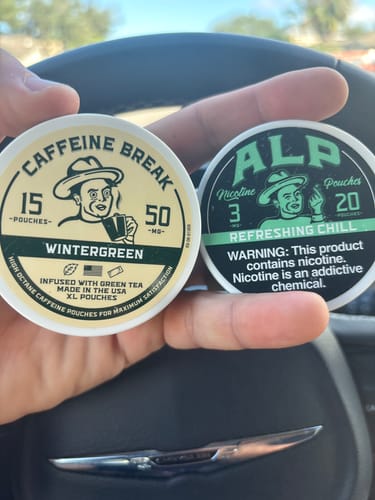 CAFFEINE BREAK
15
-POUCHES-
50
-MG-
WINTERGREEN
INFUSED WITH GREEN TEA
MADE IN THE USA
XL POUCHES
HIGH OCTANE CAFFEINE POUCHES FOR MAXIMUM SATISFACTION
ALP
Nicotine Pouches
3
-MG-
20
-POUCHES-
REFRESHING CHILL
WARNING: This product
contains nicotine.
Nicotine is an addictive
chemical.